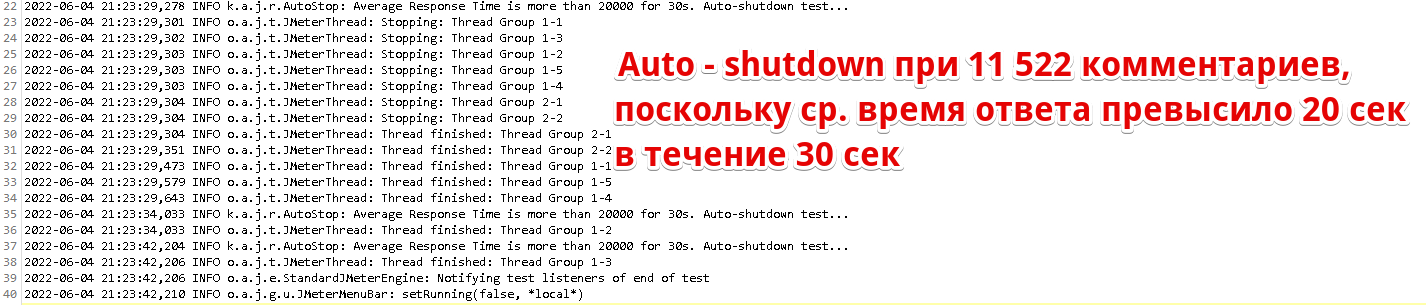 22 2022-06-04 21:23:29,278 INFO k.a.j.r.AutoStop: Average Response Time is more than 20000 for 30s. Auto-shutdown test...
23 2022-06-04 21:23:29,301 INFO o.a.j.t.JMeterThread: Stopping: Thread Group 1-1
24 2022-06-04 21:23:29,302 INFO o.a.j.t.JMeterThread: Stopping: Thread Group 1-3
25 2022-06-04 21:23:29,303 INFO o.a.j.t.JMeterThread: Stopping: Thread Group 1-2
26 2022-06-04 21:23:29,303 INFO o.a.j.t.JMeterThread: Stopping: Thread Group 1-5
27 2022-06-04 21:23:29,303 INFO o.a.j.t.JMeterThread: Stopping: Thread Group 1-4
28 2022-06-04 21:23:29,304 INFO o.a.j.t.JMeterThread: Stopping: Thread Group 2-1
29 2022-06-04 21:23:29,304 INFO o.a.j.t.JMeterThread: Stopping: Thread Group 2-2
30 2022-06-04 21:23:29,304 INFO o.a.j.t.JMeterThread: Thread finished: Thread Group 2-1
31 2022-06-04 21:23:29,351 INFO o.a.j.t.JMeterThread: Thread finished: Thread Group 2-2
32 2022-06-04 21:23:29,473 INFO o.a.j.t.JMeterThread: Thread finished: Thread Group 1-1
33 2022-06-04 21:23:29,579 INFO o.a.j.t.JMeterThread: Thread finished: Thread Group 1-5
34 2022-06-04 21:23:29,643 INFO o.a.j.t.JMeterThread: Thread finished: Thread Group 1-4
35 2022-06-04 21:23:34,033 INFO k.a.j.r.AutoStop: Average Response Time is more than 20000 for 30s. Auto-shutdown test...
36 2022-06-04 21:23:34,033 INFO o.a.j.t.JMeterThread: Thread finished: Thread Group 1-2
37 2022-06-04 21:23:42,204 INFO k.a.j.r.AutoStop: Average Response Time is more than 20000 for 30s. Auto-shutdown test...
38 2022-06-04 21:23:42,206 INFO o.a.j.t.JMeterThread: Thread finished: Thread Group 1-3
39 2022-06-04 21:23:42,206 INFO o.a.j.e.StandardJMeterEngine: Notifying test listeners of end of test
40 2022-06-04 21:23:42,210 INFO o.a.j.g.u.JMeterMenuBar: setRunning(false, *local*)
Auto - shutdown при 11 522 комментариев,
поскольку ср. время ответа превысило 20 сек
в течение 30 сек